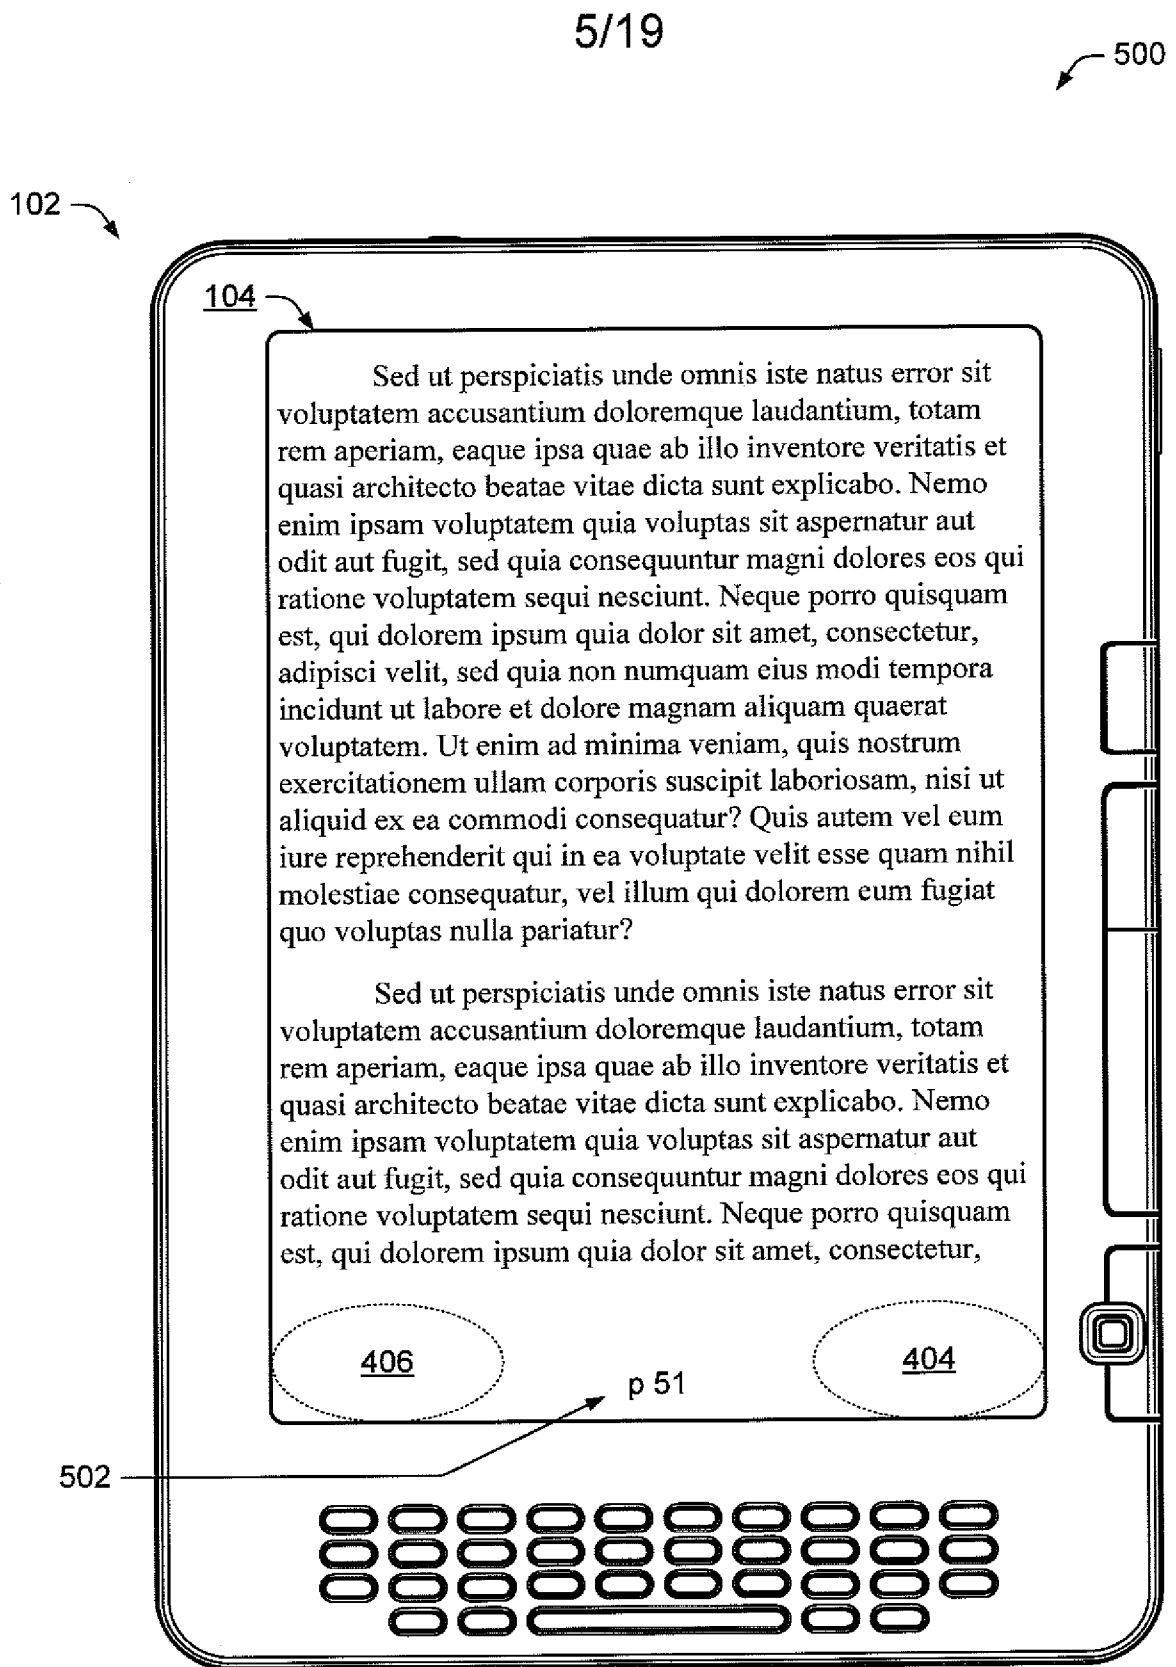 5/19
500
102
104
Sed ut perspiciatis unde omnis iste natus error sit
voluptatem accusantium doloremque laudantium, totam
rem aperiam, eaque ipsa quae ab illo inventore veritatis et
quasi architecto beatae vitae dicta sunt explicabo. Nemo
enim ipsam voluptatem quia voluptas sit aspernatur aut
odit aut fugit, sed quia consequuntur magni dolores eos qui
ratione voluptatem sequi nesciunt. Neque porro quisquam
est, qui dolorem ipsum quia dolor sit amet, consectetur,
adipisci velit, sed quia non numquam eius modi tempora
incidunt ut labore et dolore magnam aliquam quaerat
voluptatem. Ut enim ad minima veniam, quis nostrum
exercitationem ullam corporis suscipit laboriosam, nisi ut
aliquid ex ea commodi consequatur? Quis autem vel eum
iure reprehenderit qui in ea voluptate velit esse quam nihil
molestiae consequatur, vel illum qui dolorem eum fugiat
quo voluptas nulla pariatur?
Sed ut perspiciatis unde omnis iste natus error sit
voluptatem accusantium doloremque laudantium, totam
rem aperiam, eaque ipsa quae ab illo inventore veritatis et
quasi architecto beatae vitae dicta sunt explicabo. Nemo
enim ipsam voluptatem quia voluptas sit aspernatur aut
odit aut fugit, sed quia consequuntur magni dolores eos qui
ratione voluptatem sequi nesciunt. Neque porro quisquam
est, qui dolorem ipsum quia dolor sit amet, consectetur,
406
404
p 51
502